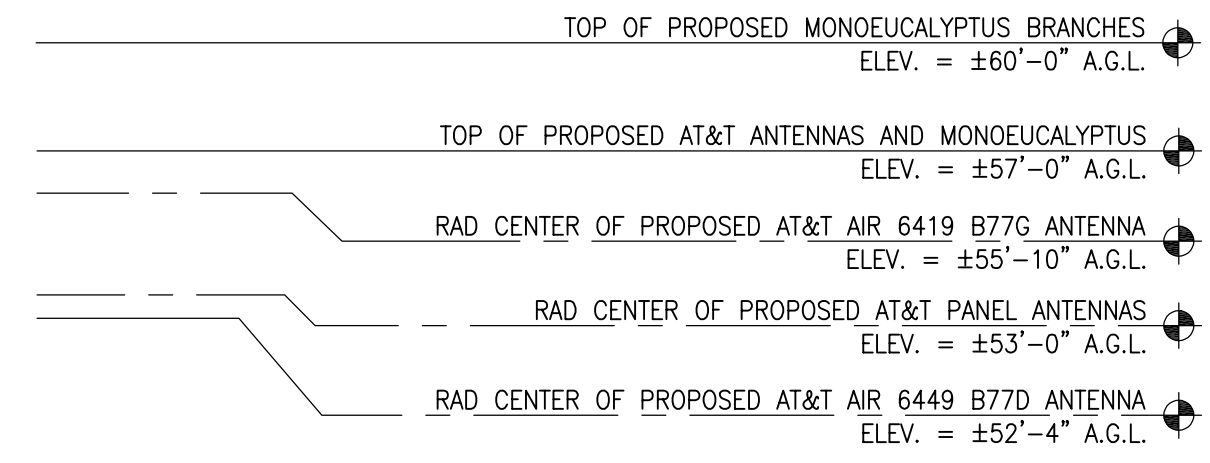 TOP OF PROPOSED MONOEUCALYPTUS BRANCHES
ELEV. = ±60'-0" A.G.L.
TOP OF PROPOSED AT&T ANTENNAS AND MONOEUCALYPTUS
ELEV. = ±57'-0" A.G.L.
RAD CENTER OF PROPOSED AT&T AIR 6419 B77G ANTENNA
ELEV. = ±55'-10" A.G.L.
RAD CENTER OF PROPOSED AT&T PANEL ANTENNAS
ELEV. = ±53'-0" A.G.L.
RAD CENTER OF PROPOSED AT&T AIR 6449 B77D ANTENNA
ELEV. = ±52'-4" A.G.L.